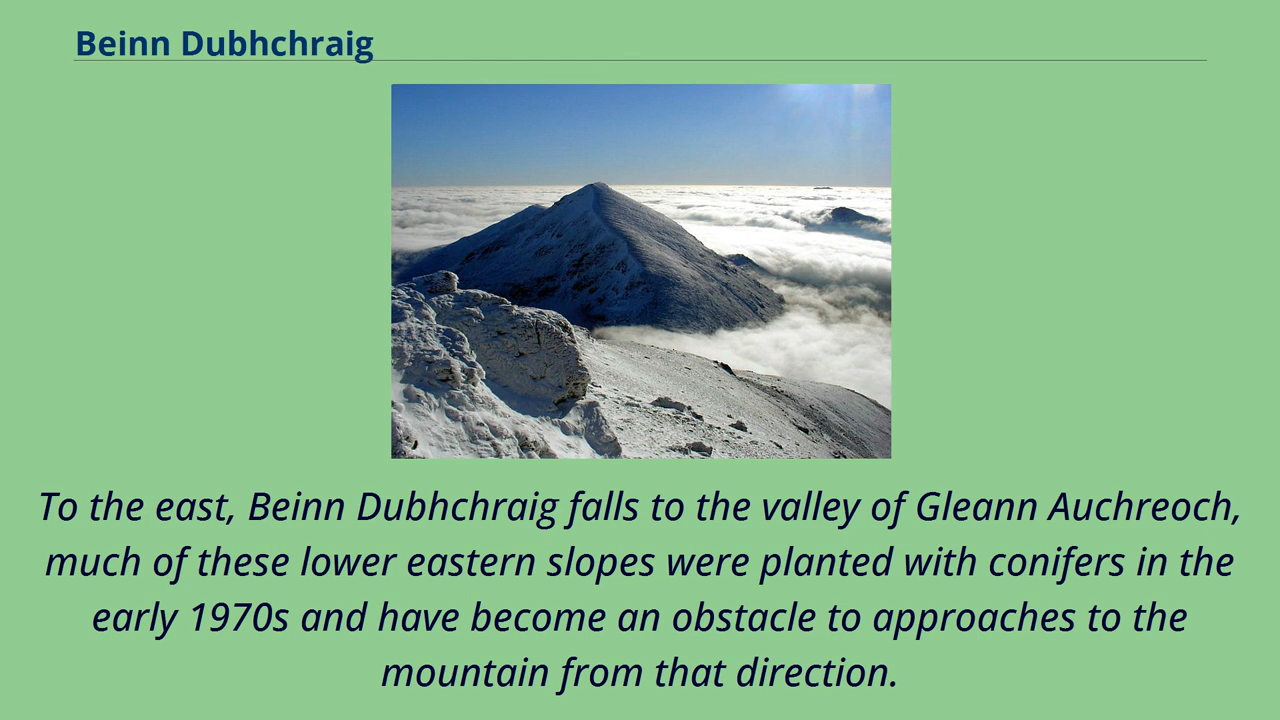 Beinn Dubhchraig
To the east, Beinn Dubhchraig falls to the valley of Gleann Auchreoch,
much of these lower eastern slopes were planted with conifers in the
early 1970s and have become an obstacle to approaches to the
mountain from that direction.